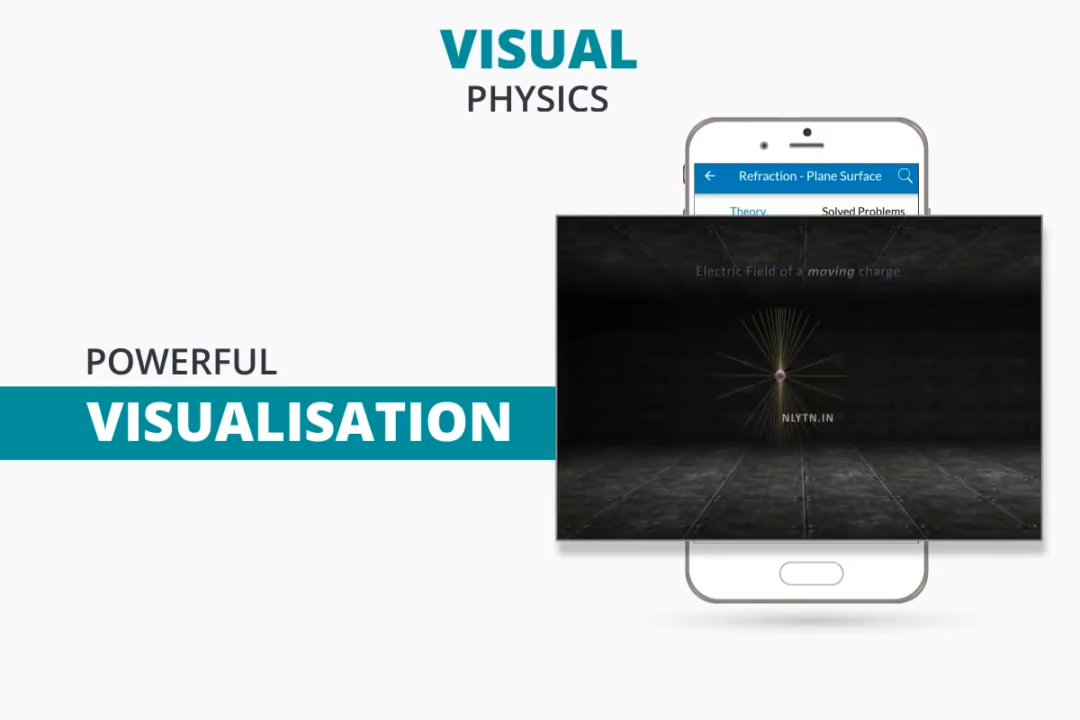 VISUAL
PHYSICS
Refraction - Plane Surface
Theory
Solved Problems
Electric Field of a moving charge
NLYTN.IN
POWERFUL
VISUALISATION